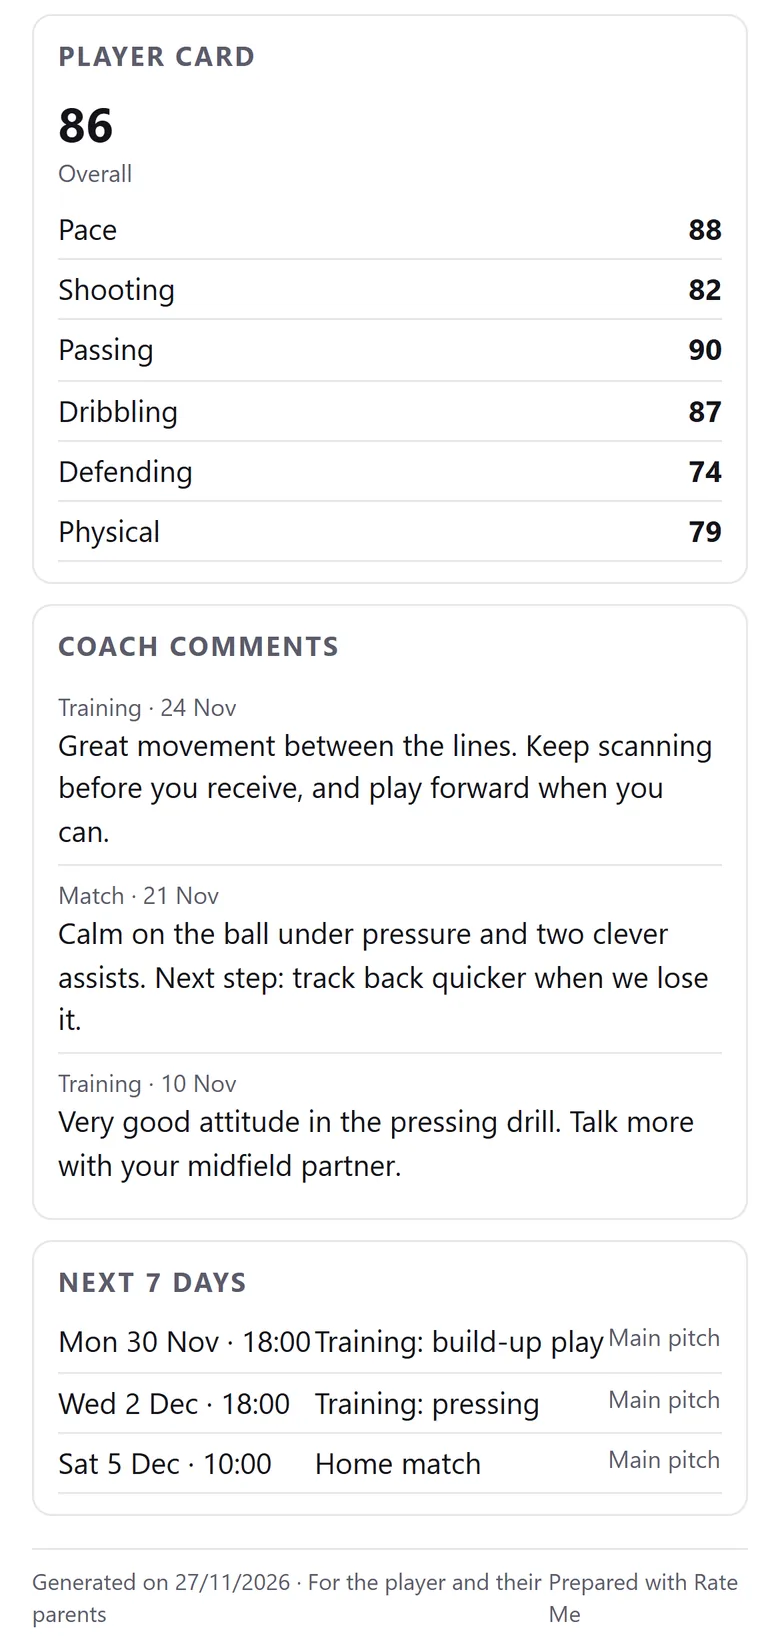 PLAYER CARD
86
Overall
Pace 88
Shooting 82
Passing 90
Dribbling 87
Defending 74
Physical 79
COACH COMMENTS
Training · 24 Nov
Great movement between the lines. Keep scanning
before you receive, and play forward when you
can.
Match · 21 Nov
Calm on the ball under pressure and two clever
assists. Next step: track back quicker when we lose
it.
Training · 10 Nov
Very good attitude in the pressing drill. Talk more
with your midfield partner.
NEXT 7 DAYS
Mon 30 Nov · 18:00 Training: build-up play Main pitch
Wed 2 Dec · 18:00 Training: pressing Main pitch
Sat 5 Dec · 10:00 Home match Main pitch
Generated on 27/11/2026 · For the player and their
parents
Prepared with Rate
Me